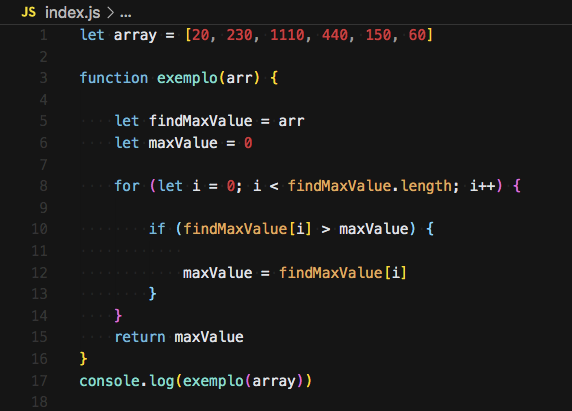 JS index.js > ...
1 let array = [20, 230, 1110, 440, 150, 60]
2
3 function exemplo(arr) {
4
5     let findMaxValue = arr
6     let maxValue = 0
7
8     for (let i = 0; i < findMaxValue.length; i++) {
9
10         if (findMaxValue[i] > maxValue) {
11
12             maxValue = findMaxValue[i]
13         }
14     }
15     return maxValue
16 }
17 console.log(exemplo(array))
18